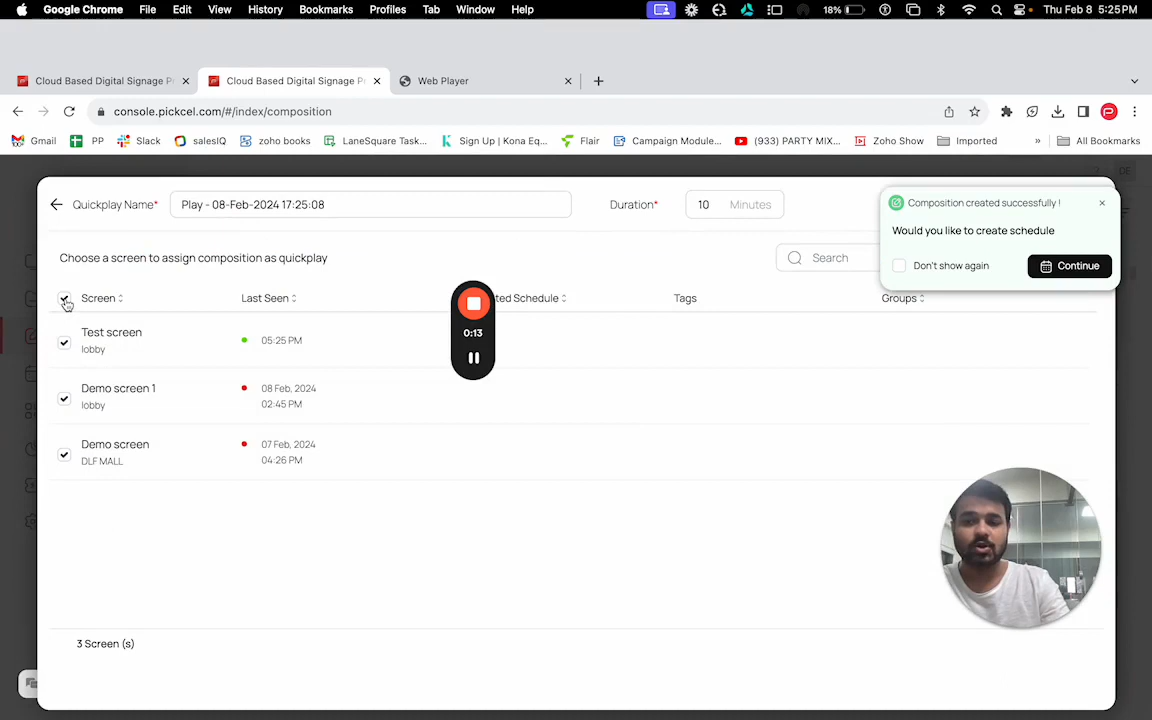 Google Chrome File Edit View History Bookmarks Profiles Tab Window Help 18% Thu Feb 8 5:25PM
Cloud Based Digital Signage P Cloud Based Digital Signage P Web Player
console.pickcel.com/#/index/composition
Gmail PP Slack salesIQ zoho books LaneSquare Task... Sign Up | Kona Eq... Flair Campaign Module... (933) PARTY MIX... Zoho Show Imported » All Bookmarks
DE
Quickplay Name* Play - 08-Feb-2024 17:25:08 Duration* 10 Minutes
Composition created successfully !
Would you like to create schedule
Don't show again Continue
Choose a screen to assign composition as quickplay Search
Screen Last Seen ted Schedule Tags Groups
Test screen
lobby
05:25 PM
Demo screen 1
lobby
08 Feb, 2024
02:45 PM
Demo screen
DLF MALL
07 Feb, 2024
04:26 PM
0:13
3 Screen (s)